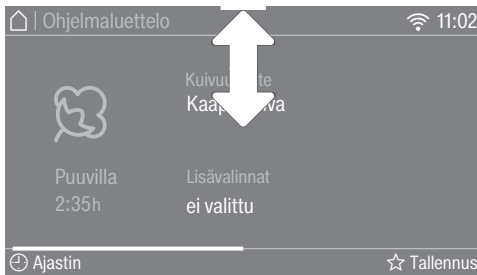 Ohjelmaluettelo
11:02
Puuvilla
2:35h
Lisävalinnat
ei valittu
Ajastin
Tallennus